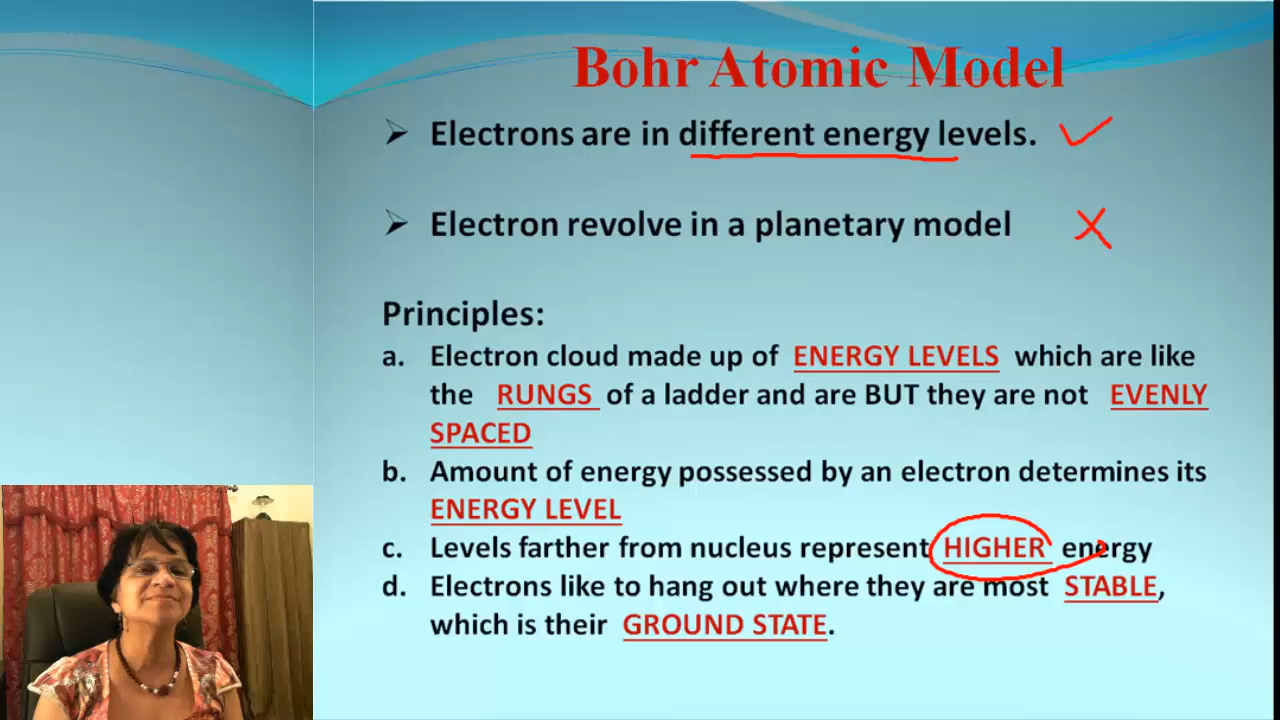 Bohr Atomic Model
Electrons are in different energy levels.
Electron revolve in a planetary model
Principles:
a. Electron cloud made up of ENERGY LEVELS which are like
the RUNGS of a ladder and are BUT they are not EVENLY
SPACED
b. Amount of energy possessed by an electron determines its
ENERGY LEVEL
c. Levels farther from nucleus represent HIGHER energy
d. Electrons like to hang out where they are most STABLE,
which is their GROUND STATE.